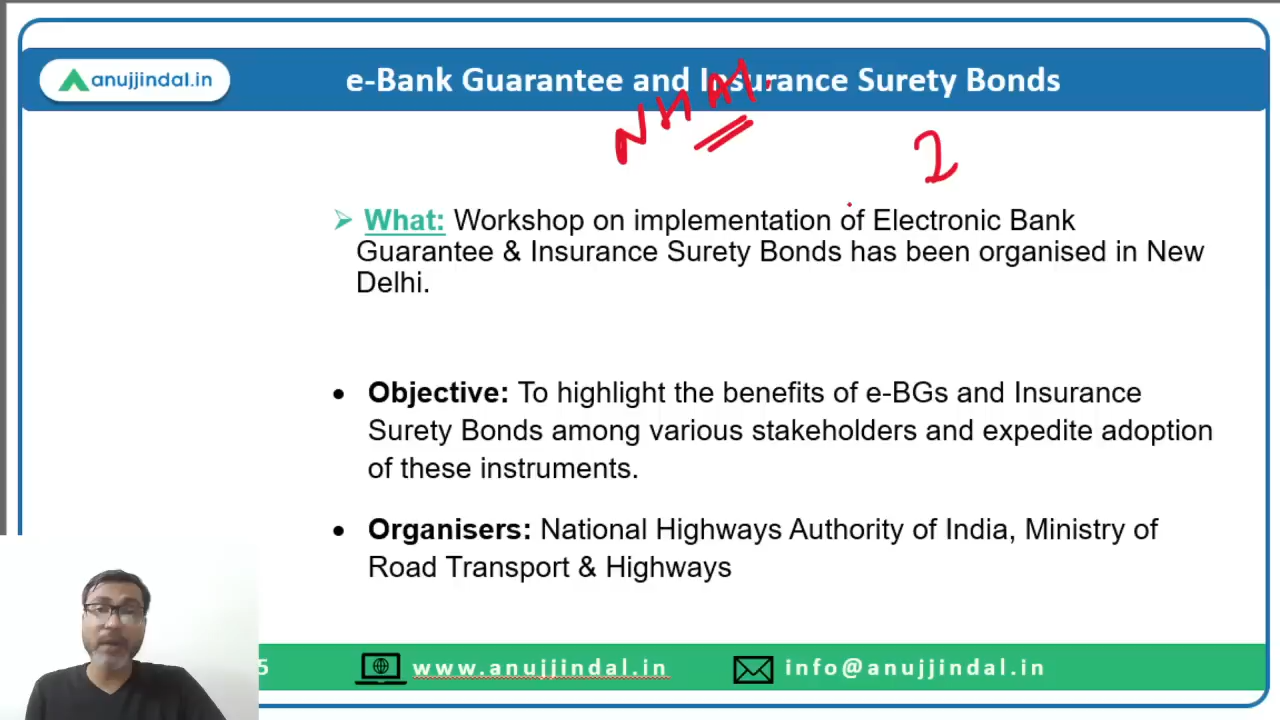 anujjindal.in
e-Bank Guarantee and Insurance Surety Bonds
NHAI
2
What: Workshop on implementation of Electronic Bank
Guarantee & Insurance Surety Bonds has been organised in New
Delhi.
Objective: To highlight the benefits of e-BGs and Insurance
Surety Bonds among various stakeholders and expedite adoption
of these instruments.
Organisers: National Highways Authority of India, Ministry of
Road Transport & Highways
5 www.anujjindal.in info@anujjindal.in